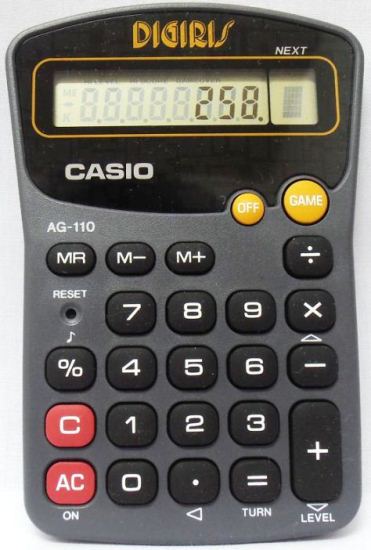 DIGIRIS
NEXT
258.
CASIO
OFF
GAME
AG-110
MR M− M+ ÷
RESET
7 8 9 ×
♪
% 4 5 6 −
C 1 2 3
AC 0 · = +
ON TURN LEVEL